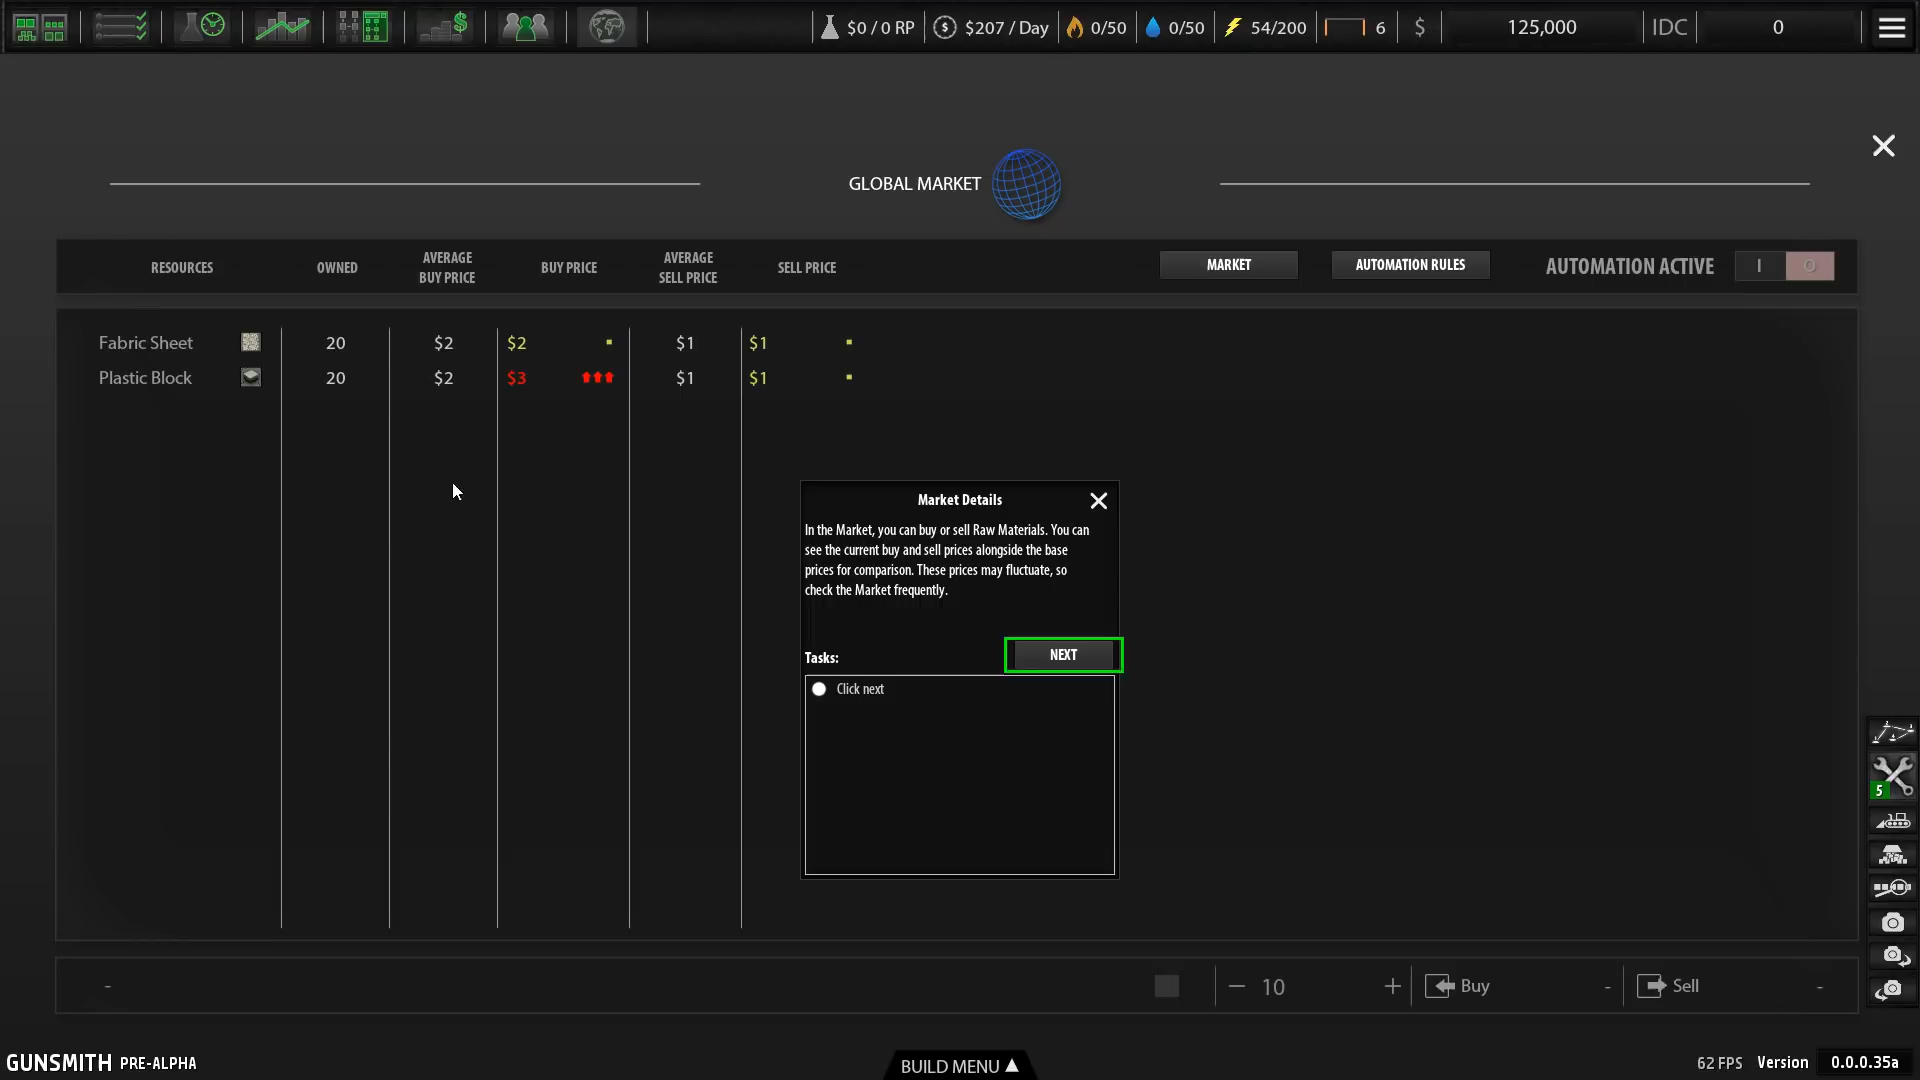 $0 / 0 RP
$207 / Day
0/50
0/50
54/200
6
$
125,000
IDC
0
GLOBAL MARKET
RESOURCES
OWNED
AVERAGE
BUY PRICE
BUY PRICE
AVERAGE
SELL PRICE
SELL PRICE
MARKET
AUTOMATION RULES
AUTOMATION ACTIVE
I
O
Fabric Sheet
20
$2
$2
$1
$1
Plastic Block
20
$2
$3
$1
$1
Market Details
In the Market, you can buy or sell Raw Materials. You can
see the current buy and sell prices alongside the base
prices for comparison. These prices may fluctuate, so
check the Market frequently.
Tasks:
NEXT
Click next
5
-
10
Buy
-
Sell
-
GUNSMITH PRE-ALPHA
BUILD MENU
62 FPS
Version
0.0.0.35a